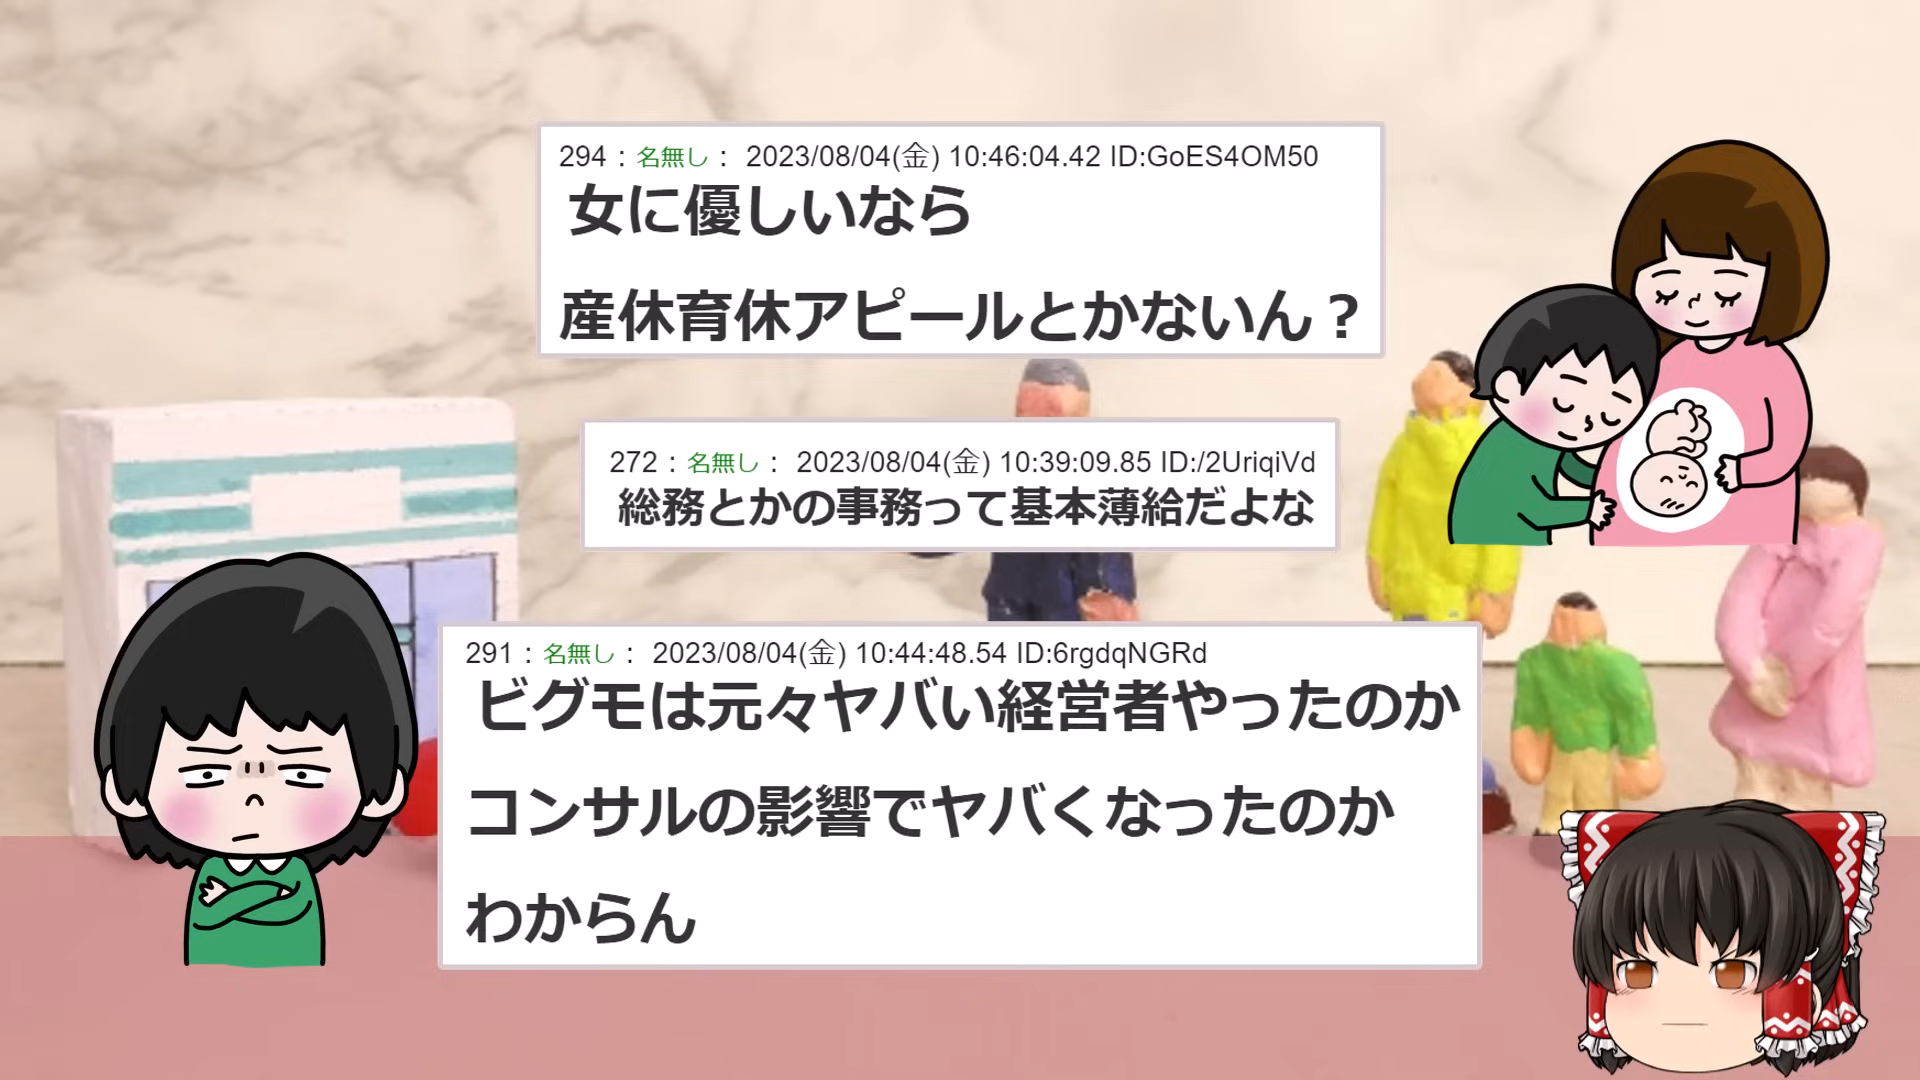 294：名無し： 2023/08/04(金) 10:46:04.42 ID:GoES4OM50
女に優しいなら
産休育休アピールとかないん？
272：名無し： 2023/08/04(金) 10:39:09.85 ID:/2UriqiVd
総務とかの事務って基本薄給だよな
291：名無し： 2023/08/04(金) 10:44:48.54 ID:6rgdqNGRd
ビグモは元々ヤバい経営者やったのか
コンサルの影響でヤバくなったのか
わからん